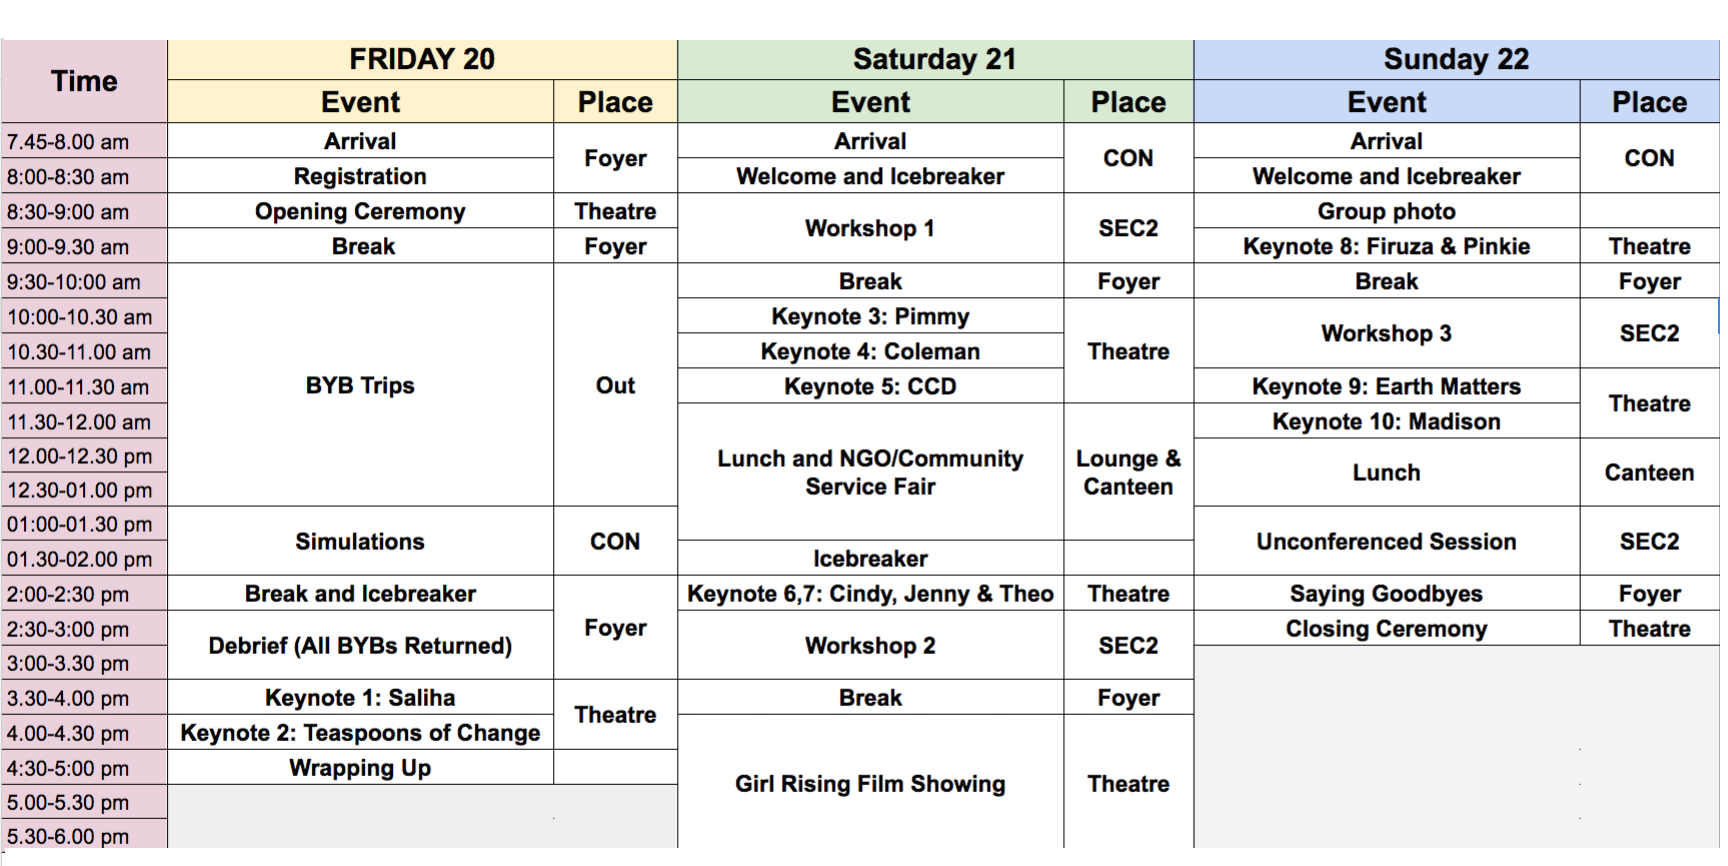 Time FRIDAY 20 Saturday 21 Sunday 22
Event Place Event Place Event Place
7.45-8.00 am Arrival Foyer Arrival CON Arrival CON
8:00-8:30 am Registration Welcome and Icebreaker Welcome and Icebreaker
8:30-9:00 am Opening Ceremony Theatre Workshop 1 SEC2 Group photo
9:00-9.30 am Break Foyer Keynote 8: Firuza & Pinkie Theatre
9:30-10:00 am BYB Trips Out Break Foyer Break Foyer
10:00-10.30 am Keynote 3: Pimmy Theatre Workshop 3 SEC2
10.30-11.00 am Keynote 4: Coleman
11.00-11.30 am Keynote 5: CCD Keynote 9: Earth Matters Theatre
11.30-12.00 am Lunch and NGO/Community Service Fair Lounge & Canteen Keynote 10: Madison
12.00-12.30 pm Lunch Canteen
12.30-01.00 pm
01:00-01.30 pm Simulations CON Unconferenced Session SEC2
01.30-02.00 pm Icebreaker
2:00-2:30 pm Break and Icebreaker Foyer Keynote 6,7: Cindy, Jenny & Theo Theatre Saying Goodbyes Foyer
2:30-3:00 pm Debrief (All BYBs Returned) Workshop 2 SEC2 Closing Ceremony Theatre
3:00-3.30 pm
3.30-4.00 pm Keynote 1: Saliha Theatre Break Foyer
4.00-4.30 pm Keynote 2: Teaspoons of Change Girl Rising Film Showing Theatre
4:30-5:00 pm Wrapping Up
5.00-5.30 pm
5.30-6.00 pm